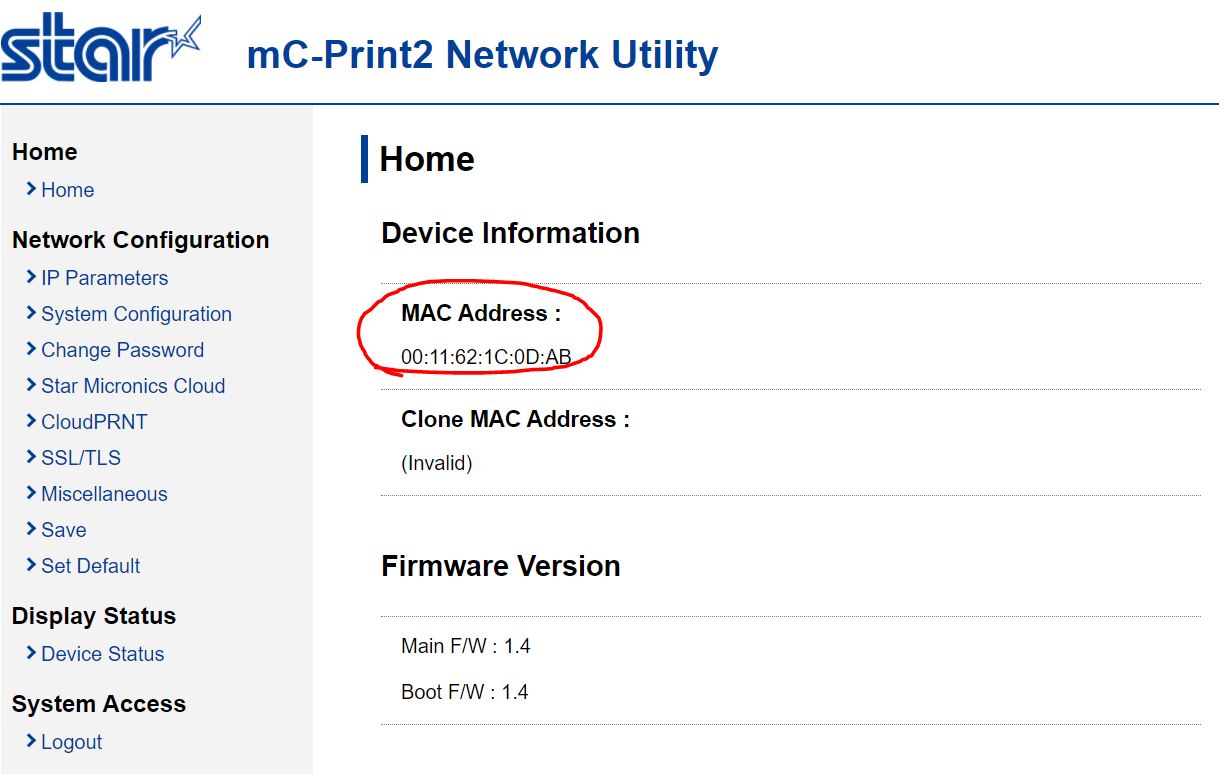 star
mC-Print2 Network Utility
Home
Home
Network Configuration
IP Parameters
System Configuration
Change Password
Star Micronics Cloud
CloudPRNT
SSL/TLS
Miscellaneous
Save
Set Default
Display Status
Device Status
System Access
Logout
Home
Device Information
MAC Address :
00:11:62:1C:0D:AB
Clone MAC Address :
(Invalid)
Firmware Version
Main F/W : 1.4
Boot F/W : 1.4